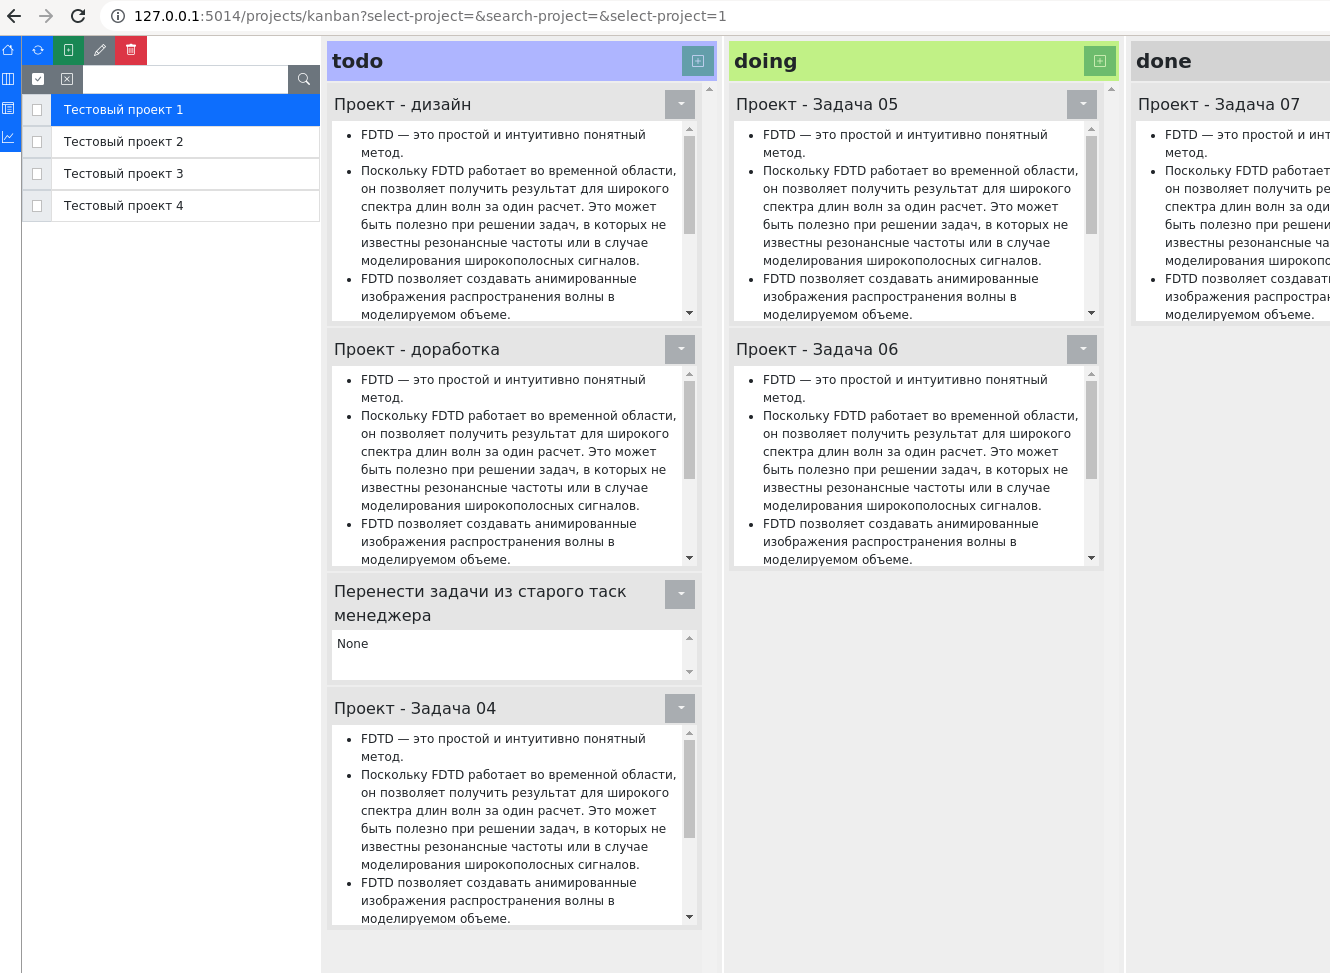 127.0.0.1:5014/projects/kanban?select-project=&search-project=&select-project=1
Тестовый проект 1
Тестовый проект 2
Тестовый проект 3
Тестовый проект 4
todo
Проект - дизайн
• FDTD — это простой и интуитивно понятный
метод.
• Поскольку FDTD работает во временной области,
он позволяет получить результат для широкого
спектра длин волн за один расчет. Это может
быть полезно при решении задач, в которых не
известны резонансные частоты или в случае
моделирования широкополосных сигналов.
• FDTD позволяет создавать анимированные
изображения распространения волны в
моделируемом объеме.
Проект - доработка
• FDTD — это простой и интуитивно понятный
метод.
• Поскольку FDTD работает во временной области,
он позволяет получить результат для широкого
спектра длин волн за один расчет. Это может
быть полезно при решении задач, в которых не
известны резонансные частоты или в случае
моделирования широкополосных сигналов.
• FDTD позволяет создавать анимированные
изображения распространения волны в
моделируемом объеме.
Перенести задачи из старого таск
менеджера
None
Проект - Задача 04
• FDTD — это простой и интуитивно понятный
метод.
• Поскольку FDTD работает во временной области,
он позволяет получить результат для широкого
спектра длин волн за один расчет. Это может
быть полезно при решении задач, в которых не
известны резонансные частоты или в случае
моделирования широкополосных сигналов.
• FDTD позволяет создавать анимированные
изображения распространения волны в
моделируемом объеме.
doing
Проект - Задача 05
• FDTD — это простой и интуитивно понятный
метод.
• Поскольку FDTD работает во временной области,
он позволяет получить результат для широкого
спектра длин волн за один расчет. Это может
быть полезно при решении задач, в которых не
известны резонансные частоты или в случае
моделирования широкополосных сигналов.
• FDTD позволяет создавать анимированные
изображения распространения волны в
моделируемом объеме.
Проект - Задача 06
• FDTD — это простой и интуитивно понятный
метод.
• Поскольку FDTD работает во временной области,
он позволяет получить результат для широкого
спектра длин волн за один расчет. Это может
быть полезно при решении задач, в которых не
известны резонансные частоты или в случае
моделирования широкополосных сигналов.
• FDTD позволяет создавать анимированные
изображения распространения волны в
моделируемом объеме.
done
Проект - Задача 07
• FDTD — это простой и инт
метод.
• Поскольку FDTD работает
он позволяет получить ре
спектра длин волн за оди
быть полезно при решени
известны резонансные ча
моделирования широкопо
• FDTD позволяет создават
изображения распростран
моделируемом объеме.